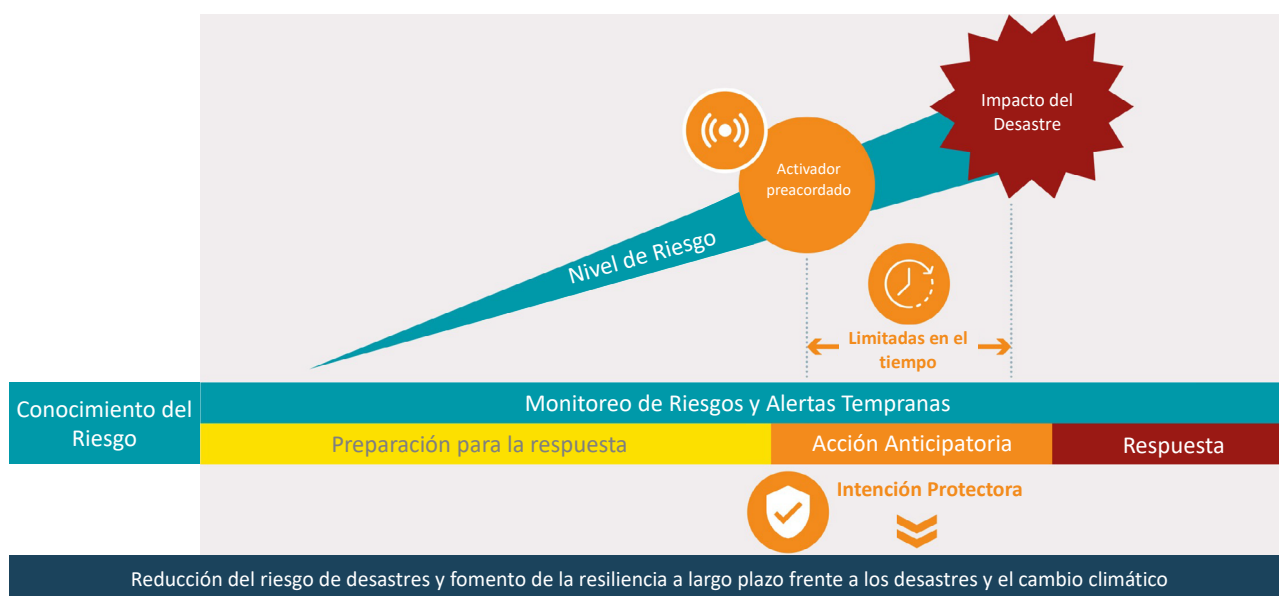 Impacto del
Desastre
Activador
preacordado
Nivel de Riesgo
Limitadas en el
tiempo
Conocimiento del
Riesgo
Monitoreo de Riesgos y Alertas Tempranas
Preparación para la respuesta
Acción Anticipatoria
Respuesta
Intención Protectora
Reducción del riesgo de desastres y fomento de la resiliencia a largo plazo frente a los desastres y el cambio climático